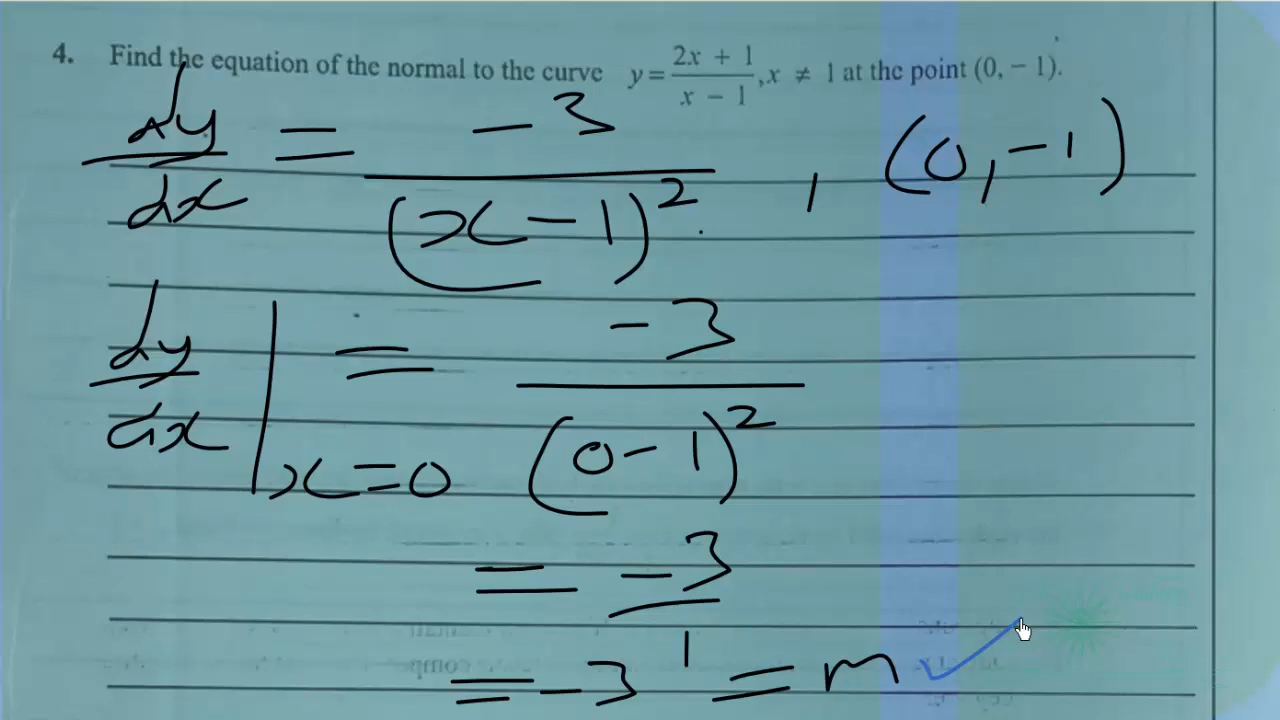 4. Find the equation of the normal to the curve y = (2x + 1)/(x − 1), x ≠ 1 at the point (0, − 1).
dy/dx = −3/(x − 1)² , (0, −1)
dy/dx | x=0 = −3/(0 − 1)²
= −3/1
= −3 = m ✓